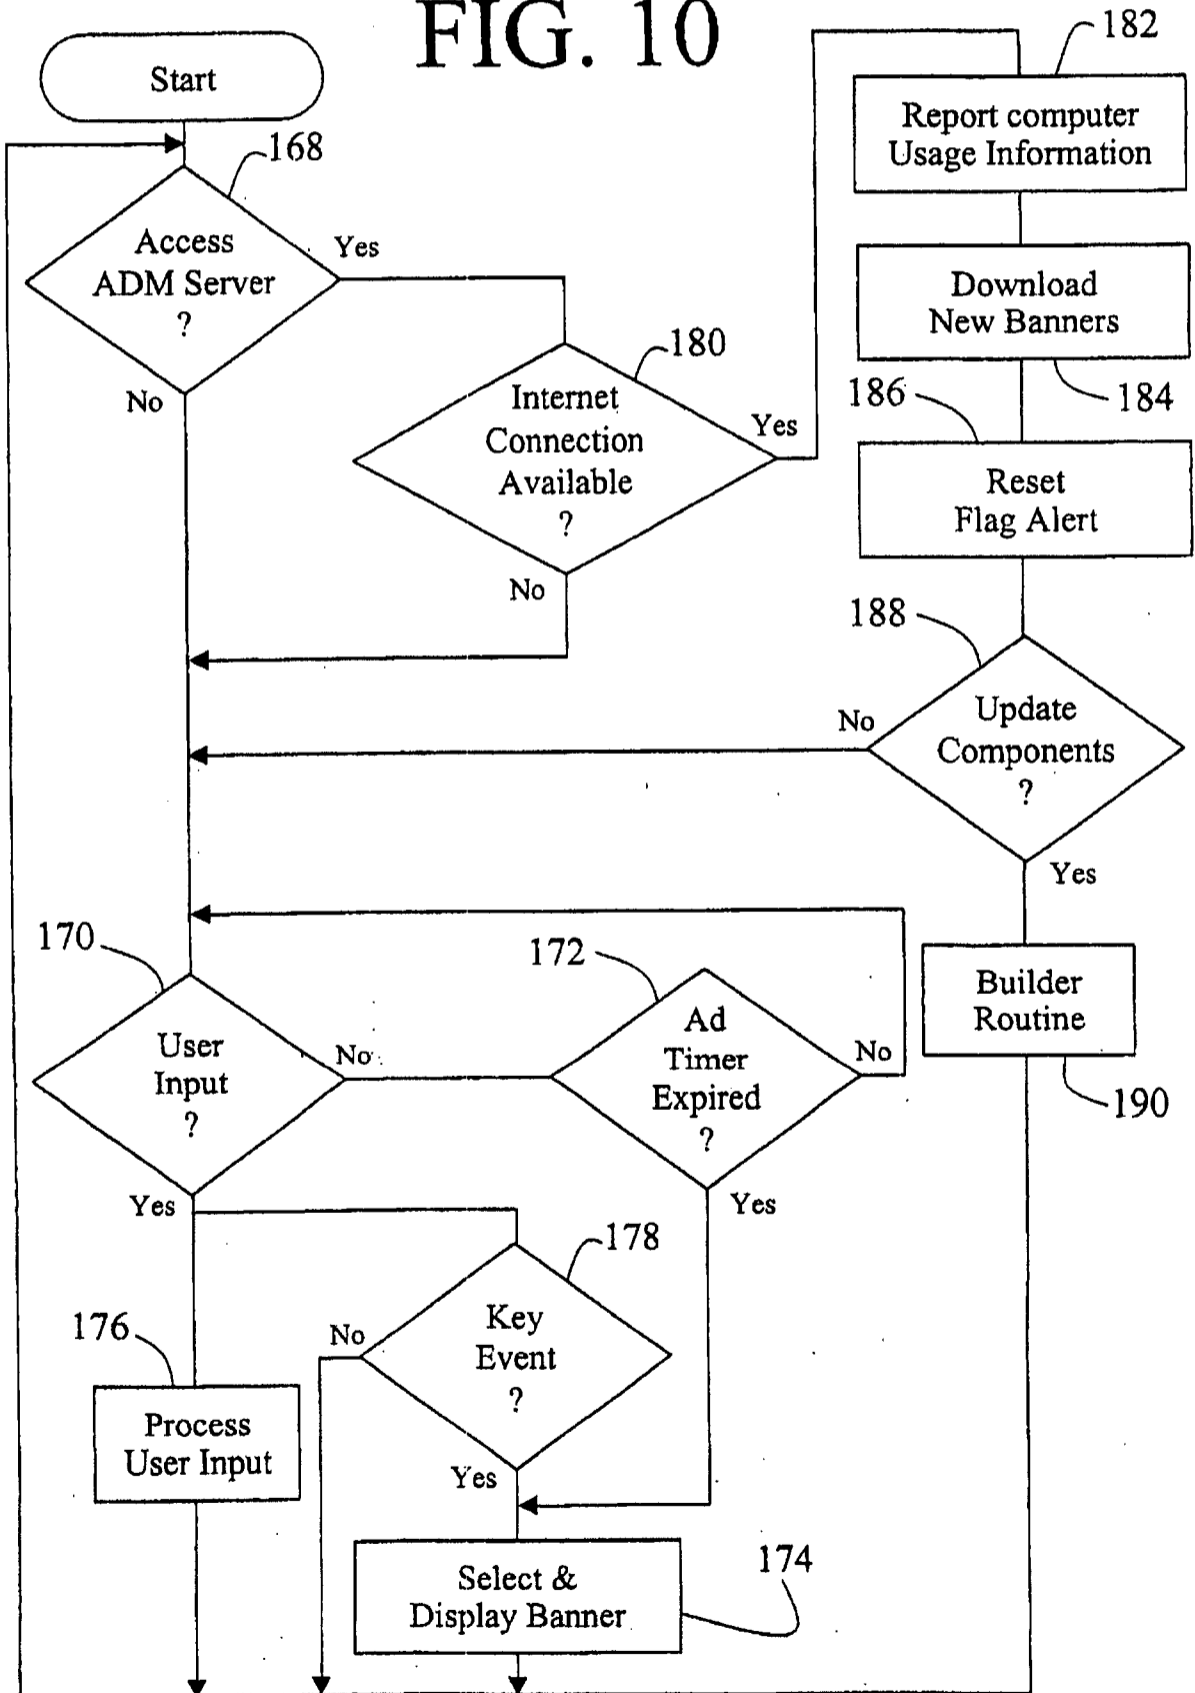 FIG. 10
Start
168
Access
ADM Server
?
Yes
No
180
Internet
Connection
Available
?
Yes
No
182
Report computer
Usage Information
Download
New Banners
184
186
Reset
Flag Alert
188
Update
Components
?
No
Yes
Builder
Routine
190
170
User
Input
?
No
Yes
172
Ad
Timer
Expired
?
No
Yes
178
Key
Event
?
No
Yes
176
Process
User Input
174
Select &
Display Banner